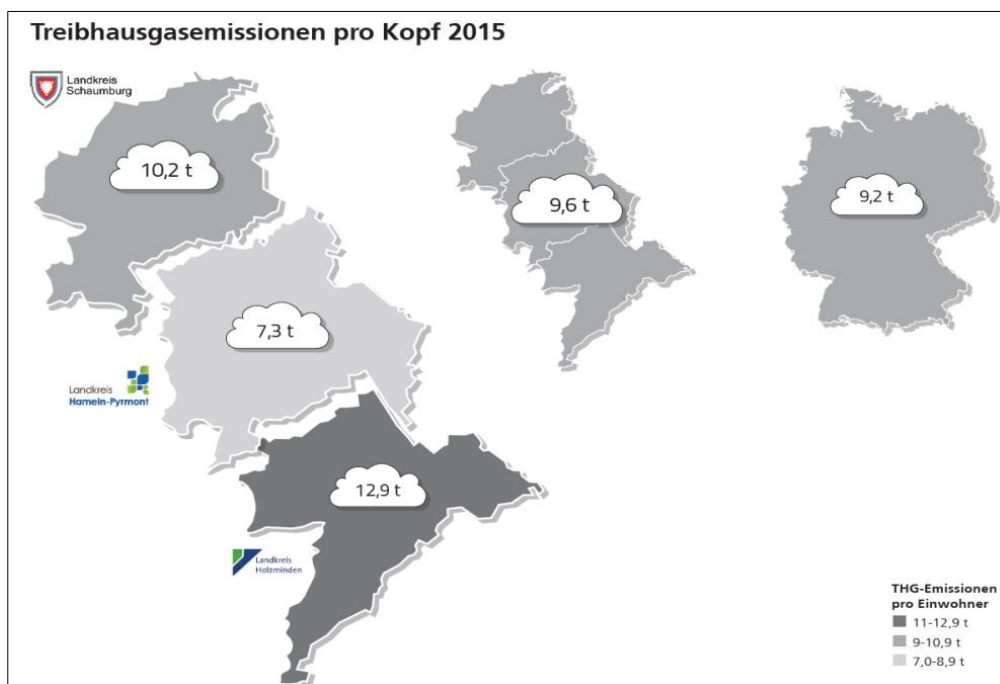 Treibhausgasemissionen pro Kopf 2015
Landkreis
Schaumburg
10,2 t
9,6 t
9,2 t
7,3 t
Landkreis
Hameln-Pyrmont
12,9 t
Landkreis
Holzminden
THG-Emissionen
pro Einwohner
11-12,9 t
9-10,9 t
7,0-8,9 t